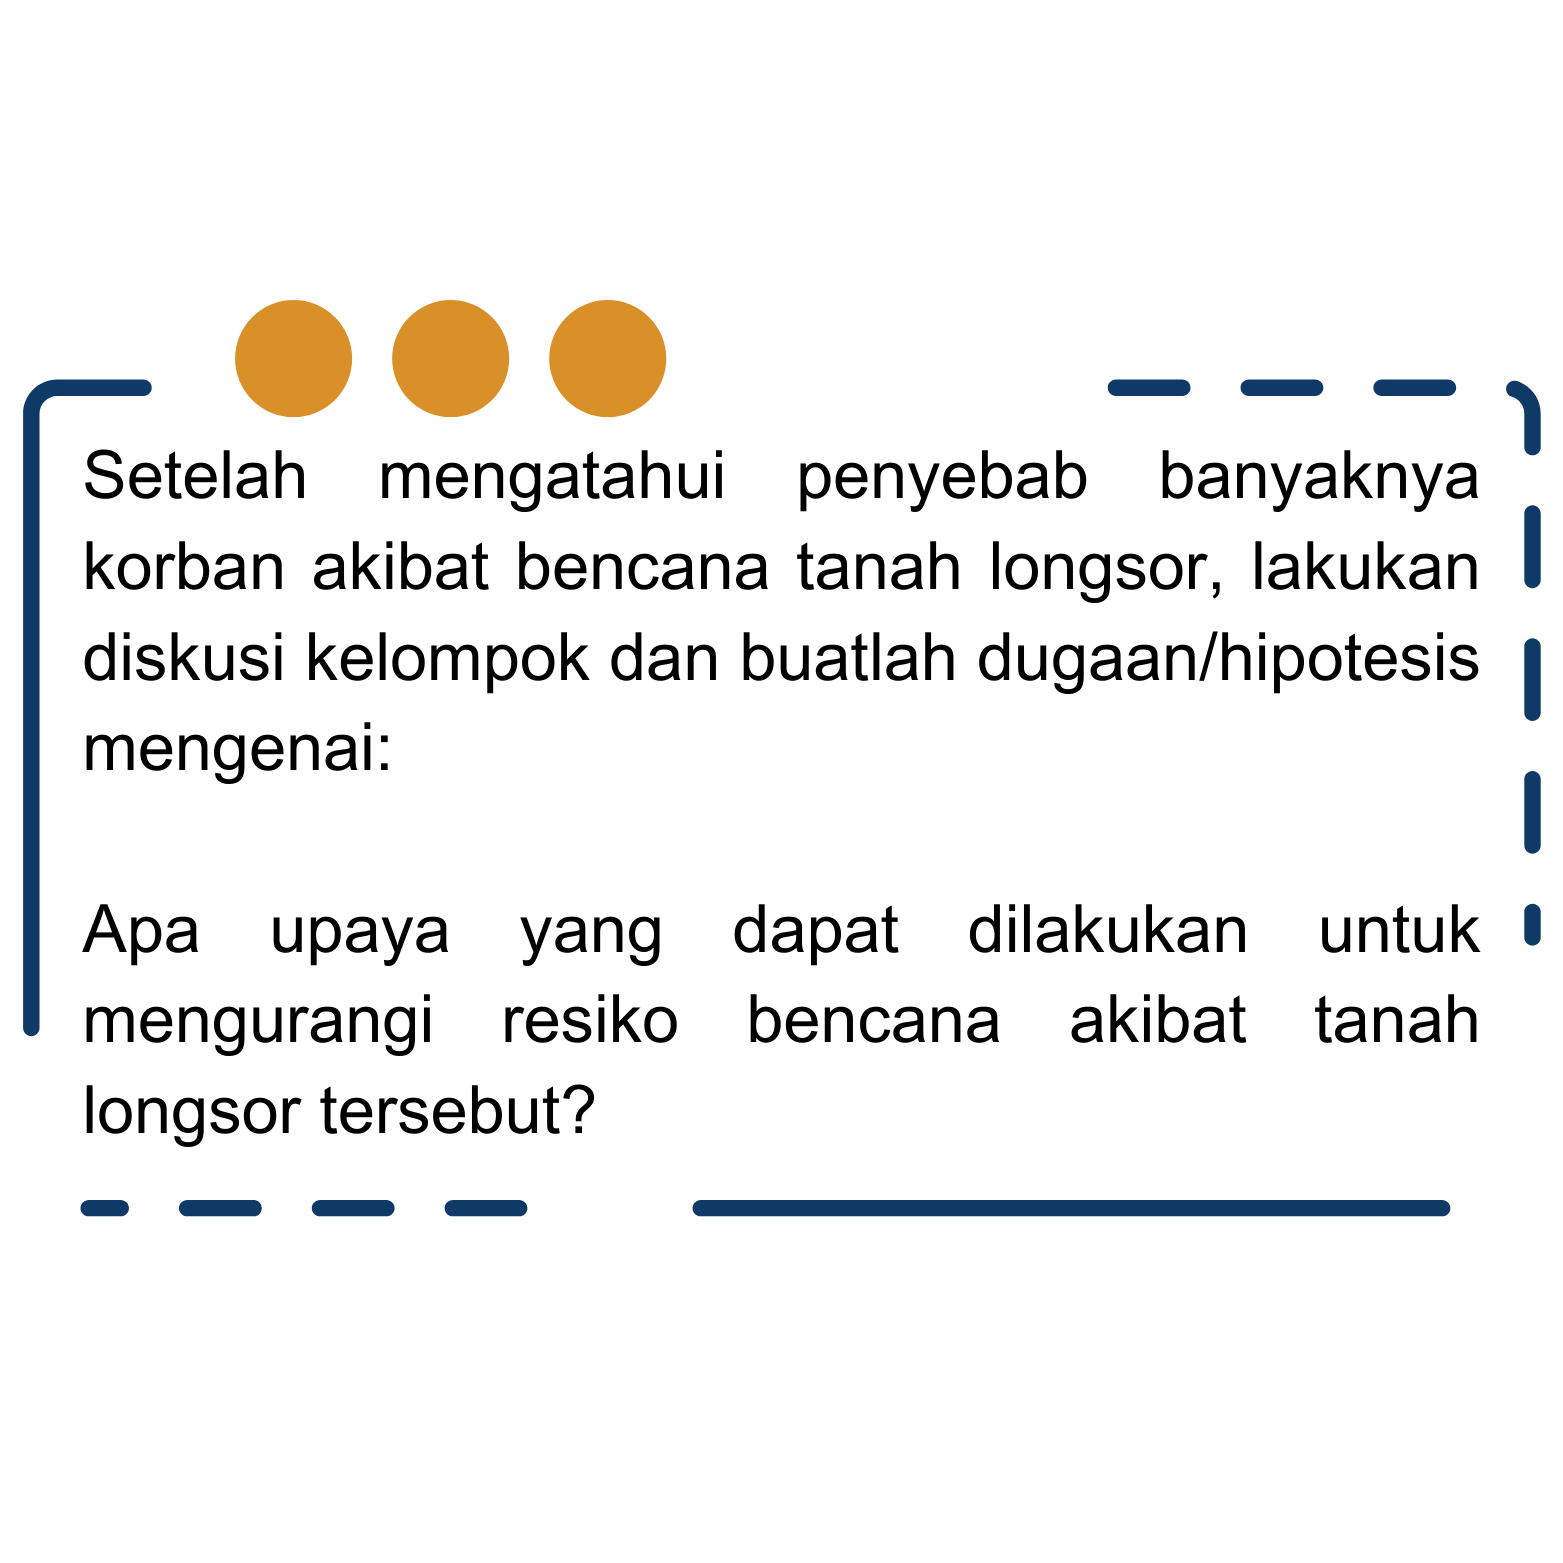 Setelah mengatahui penyebab banyaknya
korban akibat bencana tanah longsor, lakukan
diskusi kelompok dan buatlah dugaan/hipotesis
mengenai:
Apa upaya yang dapat dilakukan untuk
mengurangi resiko bencana akibat tanah
longsor tersebut?